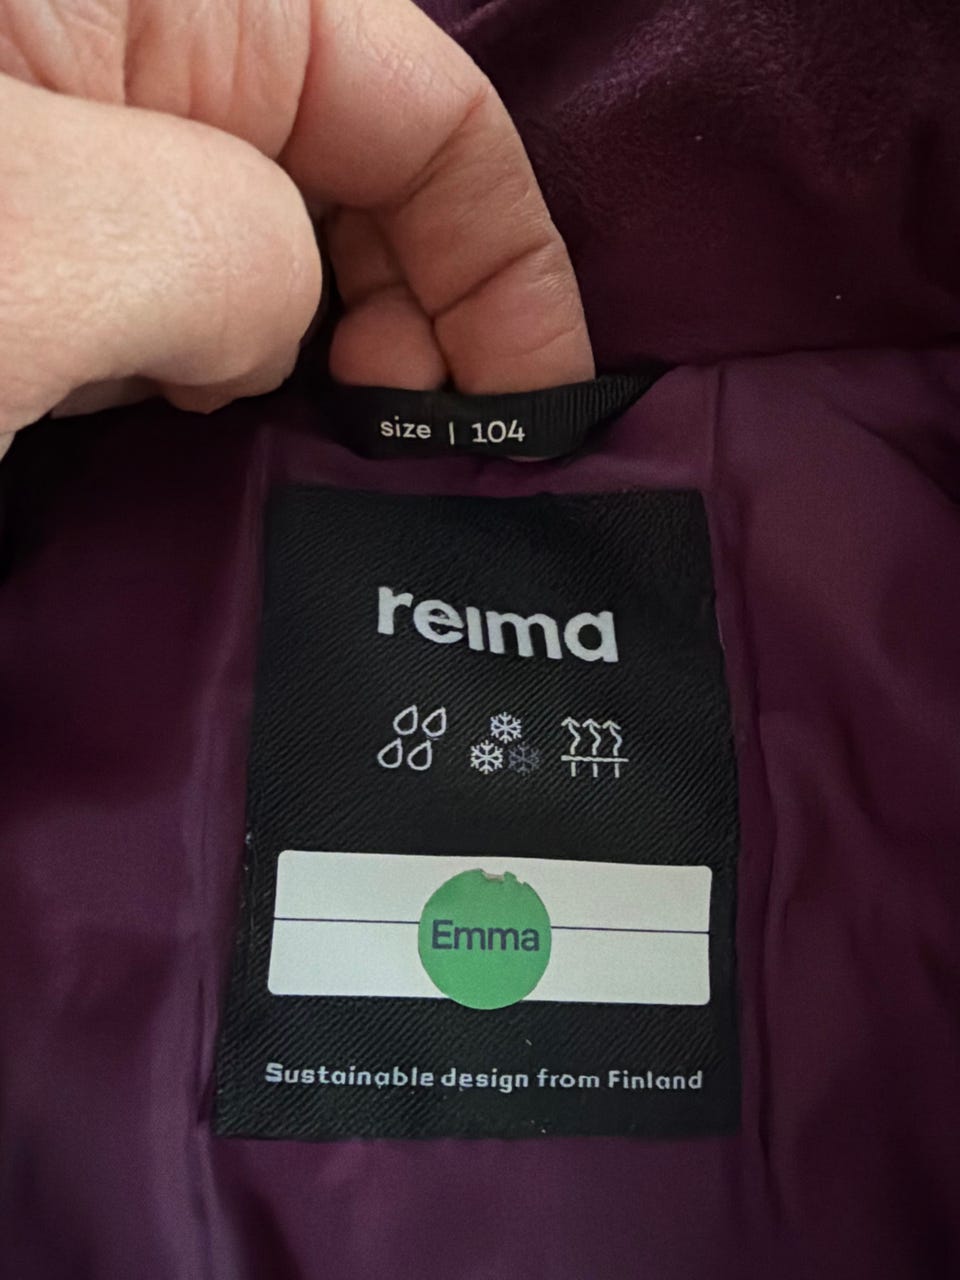 size | 104
reima
Emma
Sustainable design from Finland